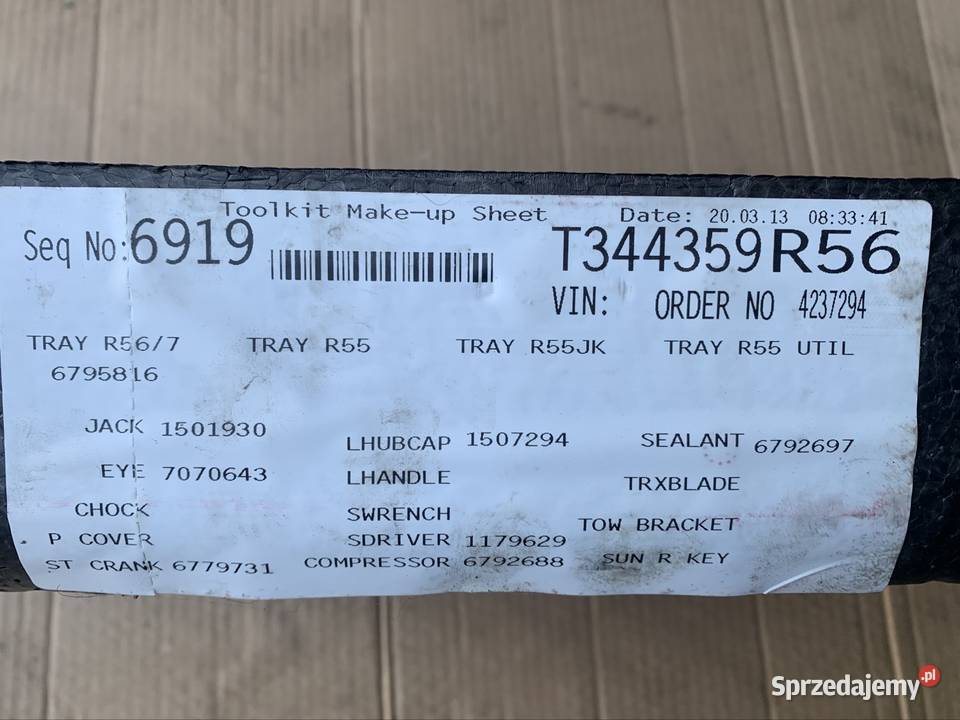 Toolkit Make-up Sheet Date: 20.03.13 08:33:41
Seq No:6919 T344359 R56
VIN: ORDER NO 4237294
TRAY R56/7 TRAY R55 TRAY R55JK TRAY R55 UTIL
6795816
JACK 1501930 LHUBCAP 1507294 SEALANT 6792697
EYE 7070643 LHANDLE TRXBLADE
CHOCK SWRENCH TOW BRACKET
P COVER SDRIVER 1179629
ST CRANK 6779731 COMPRESSOR 6792688 SUN R KEY
Sprzedajemy.pl